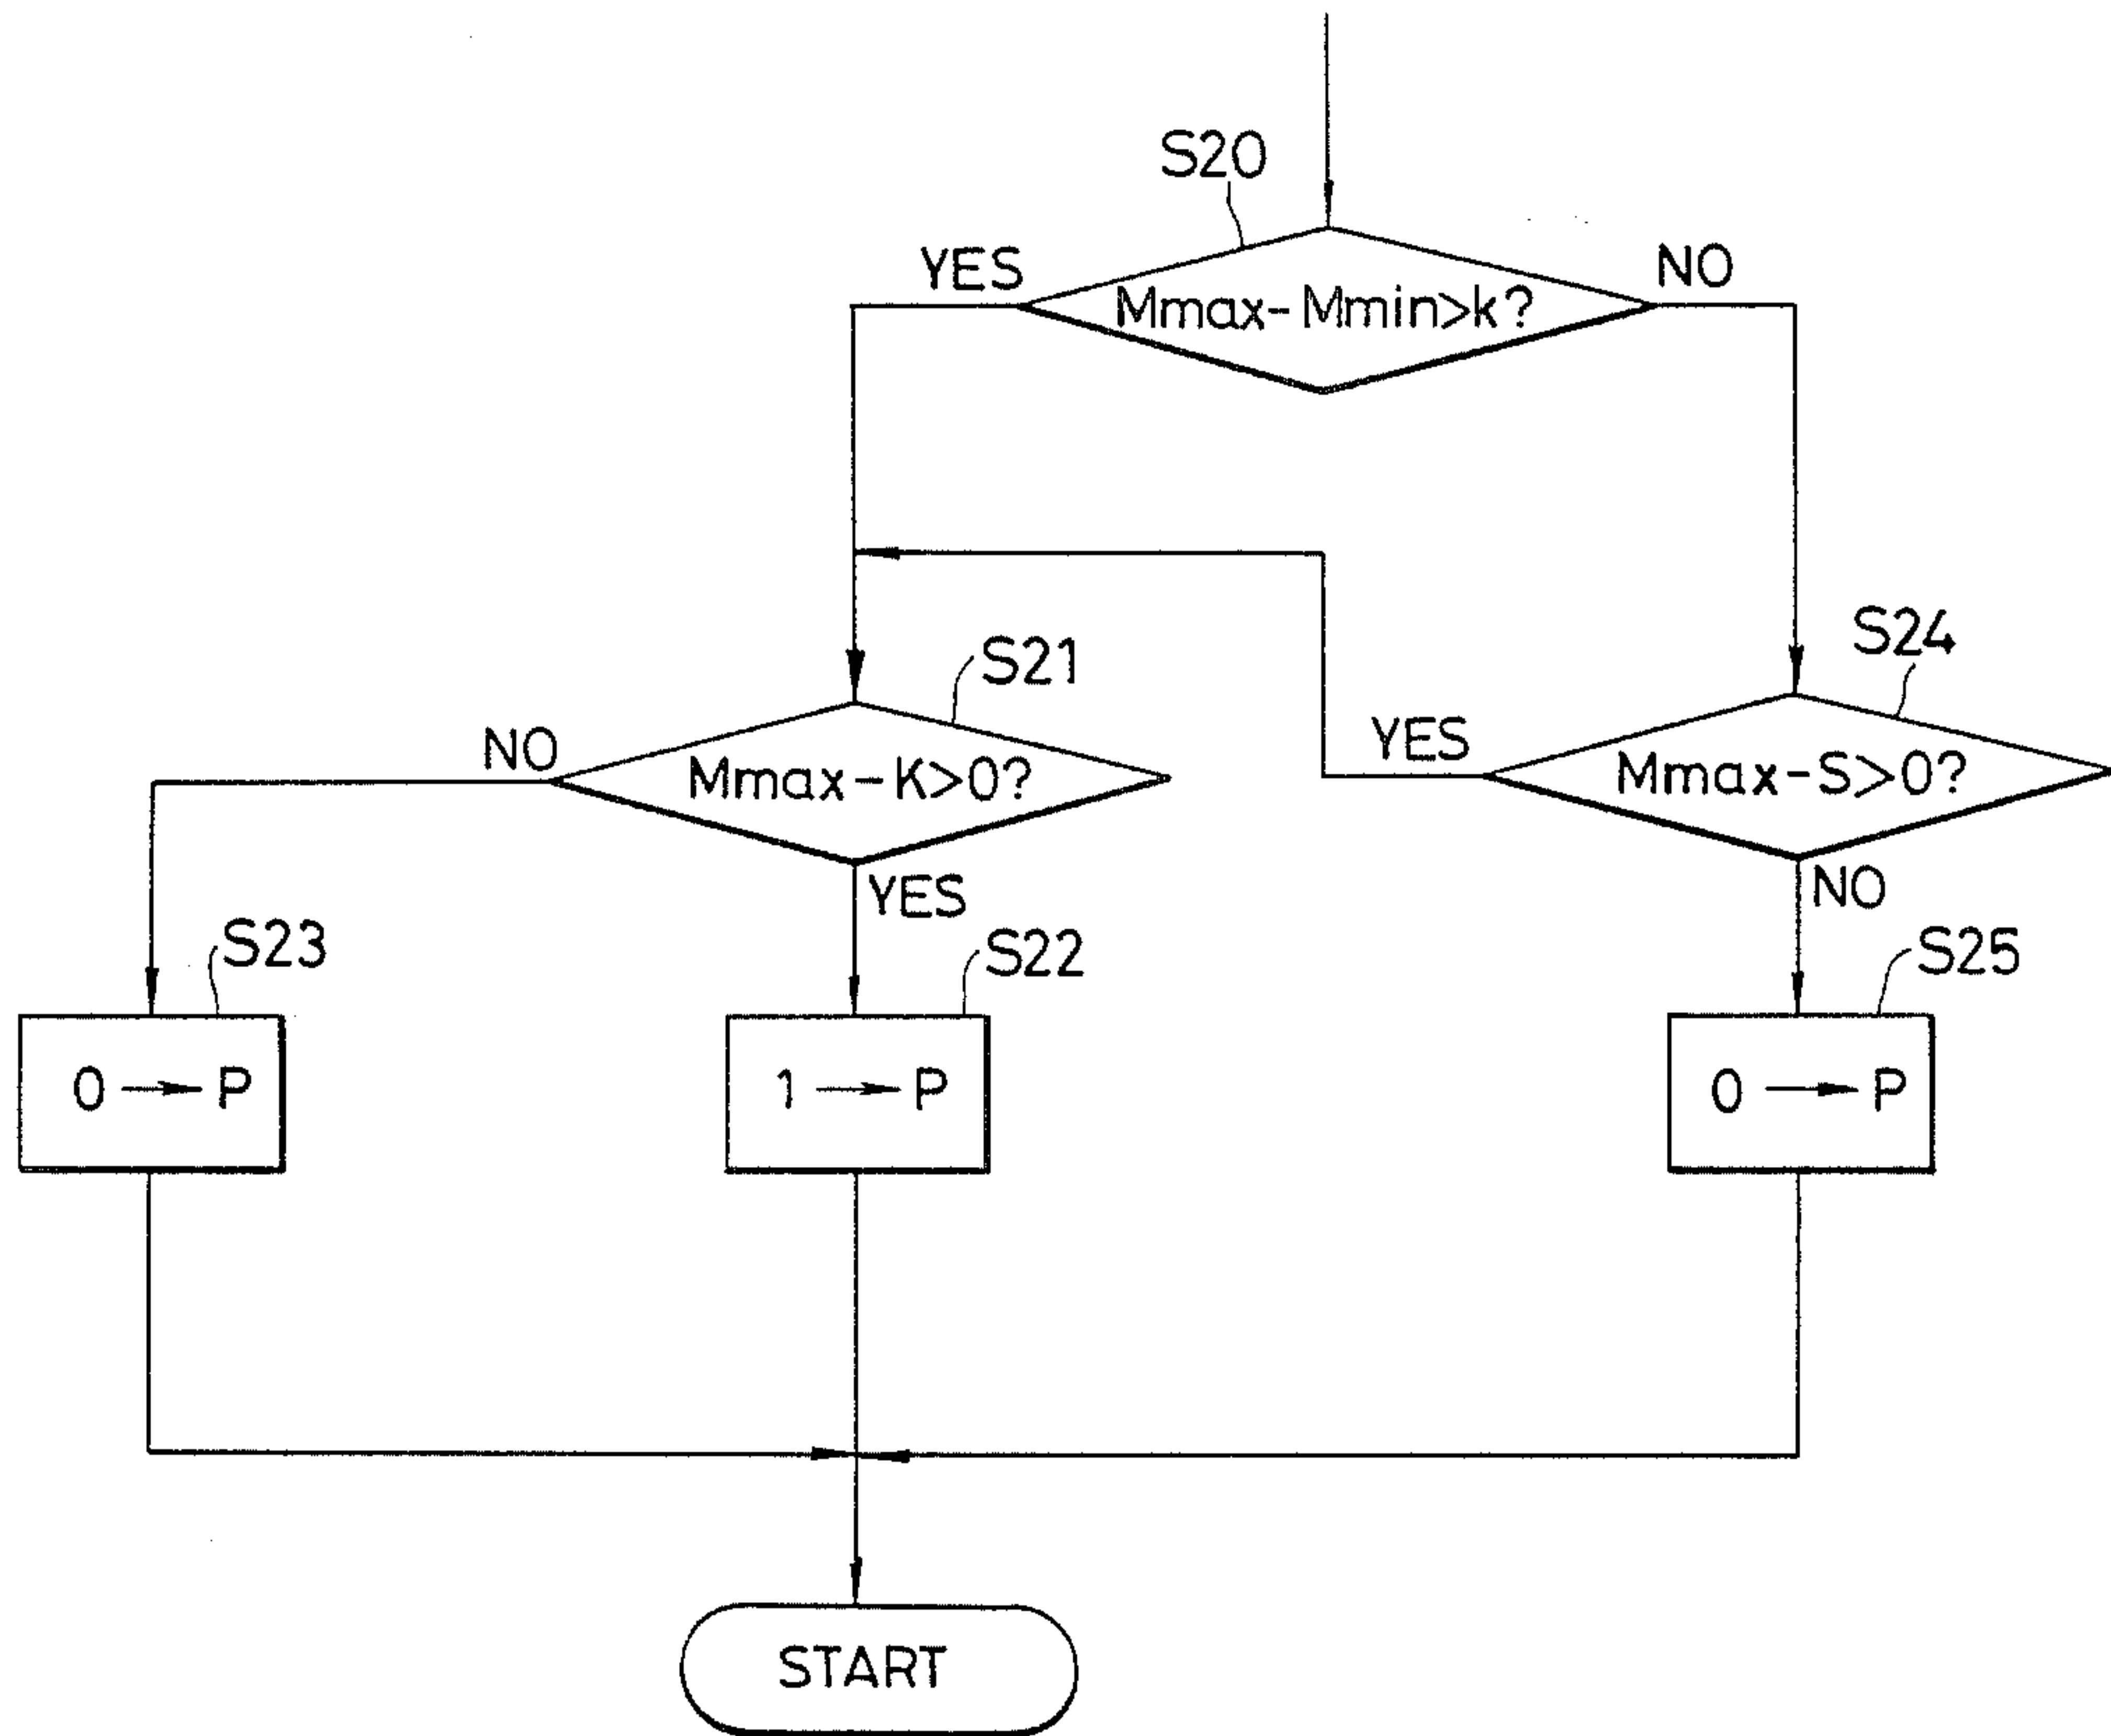 S20
YES
NO
Mmax-Mmin>k?
S21
S24
NO
Mmax-K>0?
YES
Mmax-S>0?
YES
NO
S23
S22
S25
0 → P
1 → P
0 → P
START